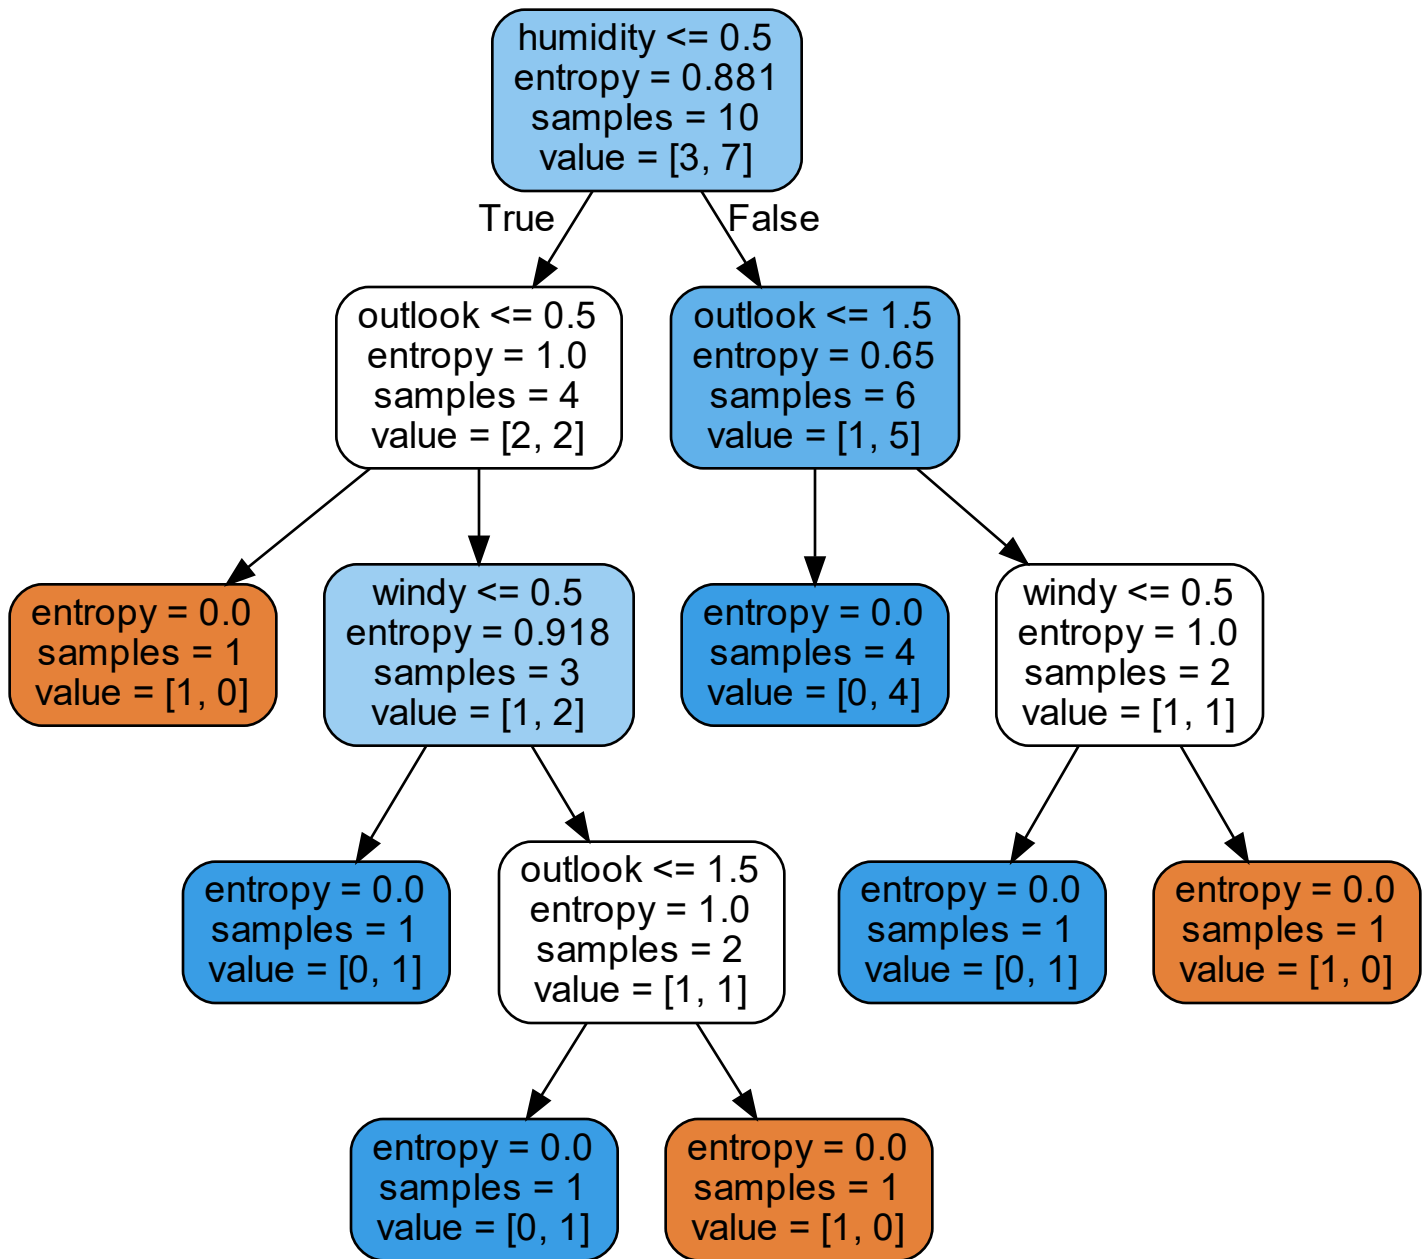 humidity <= 0.5
entropy = 0.881
samples = 10
value = [3, 7]
True
False
outlook <= 0.5
entropy = 1.0
samples = 4
value = [2, 2]
outlook <= 1.5
entropy = 0.65
samples = 6
value = [1, 5]
entropy = 0.0
samples = 1
value = [1, 0]
windy <= 0.5
entropy = 0.918
samples = 3
value = [1, 2]
entropy = 0.0
samples = 4
value = [0, 4]
windy <= 0.5
entropy = 1.0
samples = 2
value = [1, 1]
entropy = 0.0
samples = 1
value = [0, 1]
outlook <= 1.5
entropy = 1.0
samples = 2
value = [1, 1]
entropy = 0.0
samples = 1
value = [0, 1]
entropy = 0.0
samples = 1
value = [1, 0]
entropy = 0.0
samples = 1
value = [0, 1]
entropy = 0.0
samples = 1
value = [1, 0]